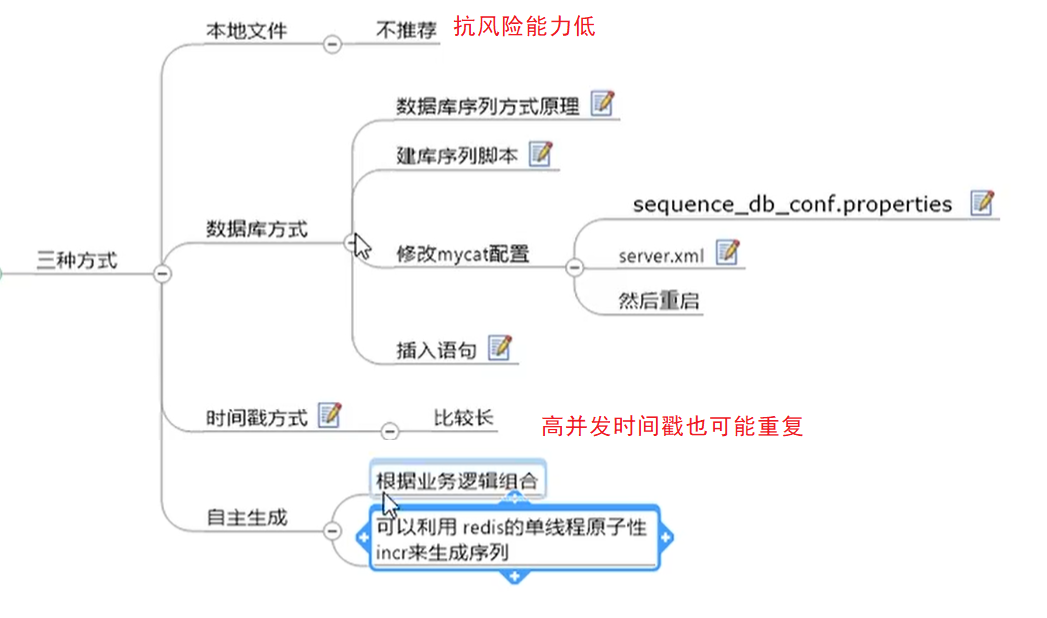 本地文件
不推荐
抗风险能力低
数据库序列方式原理
建库序列脚本
sequence_db_conf.properties
数据库方式
修改mycat配置
server.xml
三种方式
然后重启
插入语句
时间戳方式
比较长
高并发时间戳也可能重复
根据业务逻辑组合
自主生成
可以利用 redis的单线程原子性
incr来生成序列